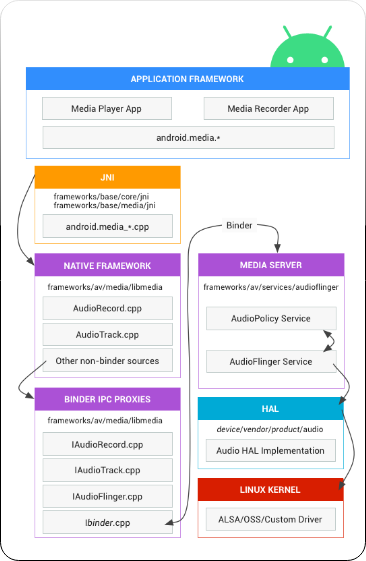 APPLICATION FRAMEWORK
Media Player App
Media Recorder App
android.media.*
JNI
frameworks/base/core/jni
frameworks/base/media/jni
android.media_*.cpp
Binder
NATIVE FRAMEWORK
frameworks/av/media/libmedia
AudioRecord.cpp
AudioTrack.cpp
Other non-binder sources
MEDIA SERVER
frameworks/av/services/audioflinger
AudioPolicy Service
AudioFlinger Service
BINDER IPC PROXIES
frameworks/av/media/libmedia
IAudioRecord.cpp
IAudioTrack.cpp
IAudioFlinger.cpp
Ibinder.cpp
HAL
device/vendor/product/audio
Audio HAL Implementation
LINUX KERNEL
ALSA/OSS/Custom Driver